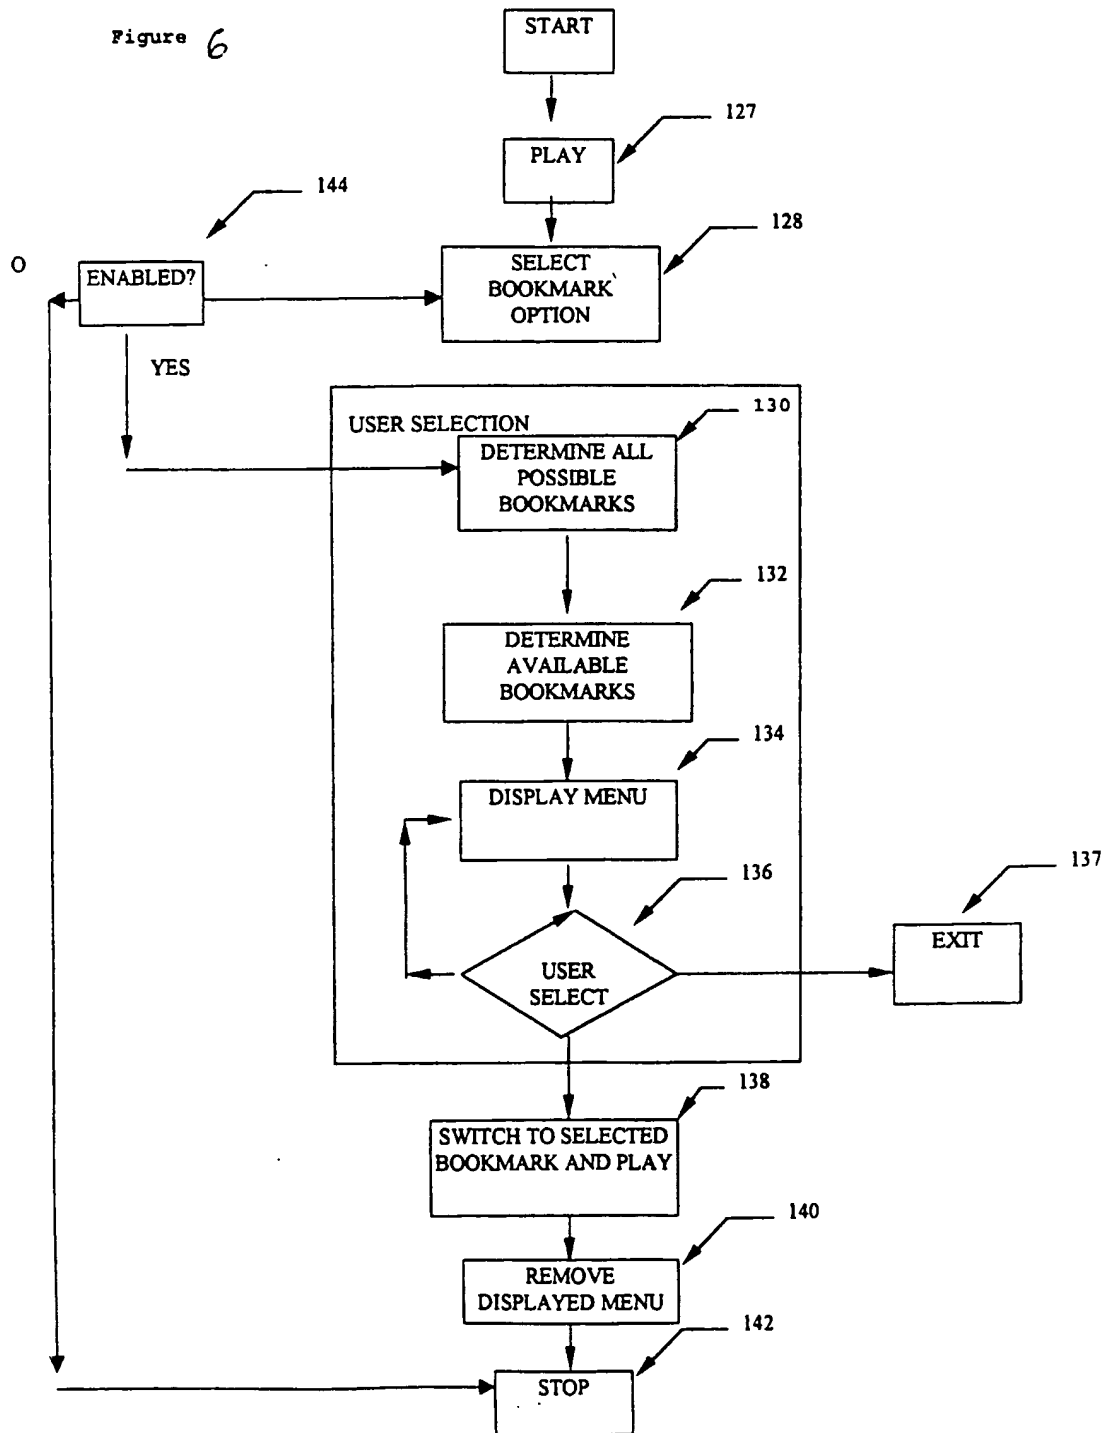 Figure 6
START
127
PLAY
144
128
O
ENABLED?
SELECT
BOOKMARK
OPTION
YES
130
USER SELECTION
DETERMINE ALL
POSSIBLE
BOOKMARKS
132
DETERMINE
AVAILABLE
BOOKMARKS
134
DISPLAY MENU
136
137
EXIT
USER
SELECT
138
SWITCH TO SELECTED
BOOKMARK AND PLAY
140
REMOVE
DISPLAYED MENU
142
STOP